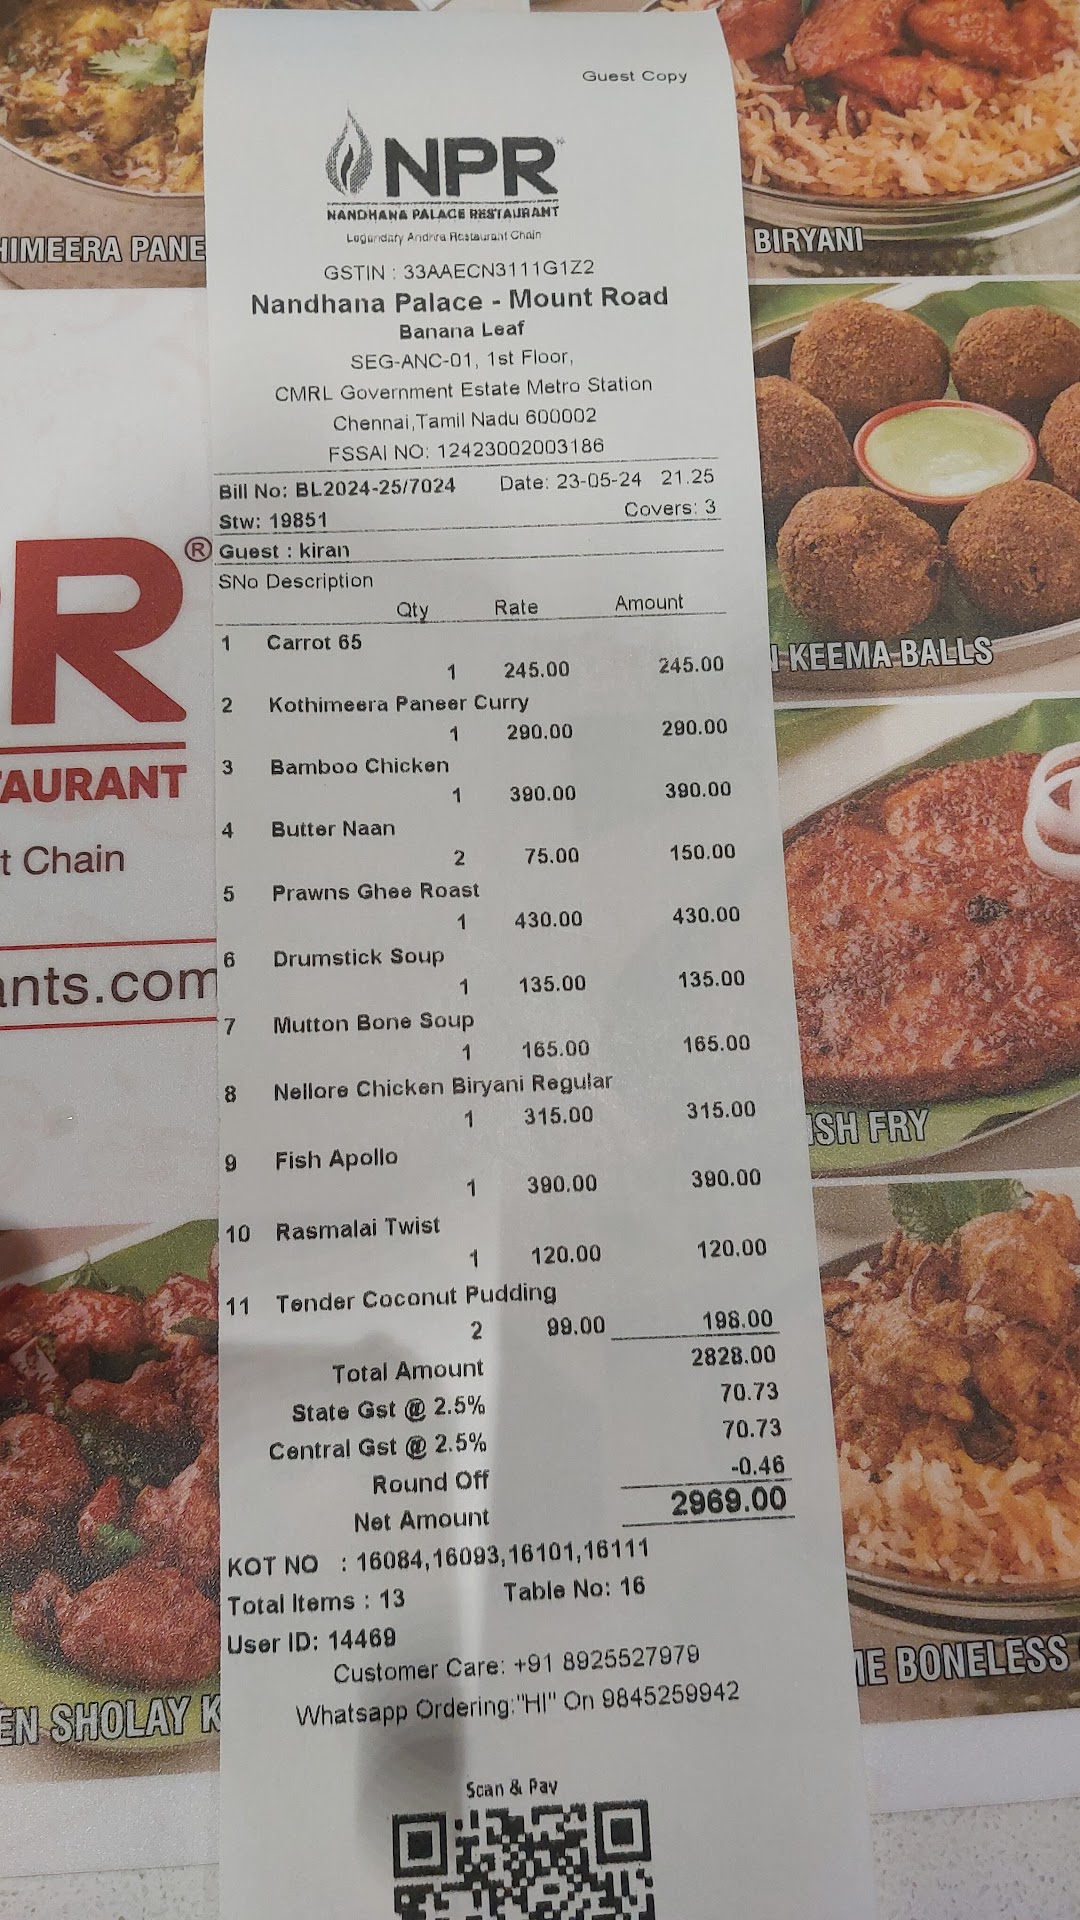 Guest Copy
NPR
NANDHANA PALACE RESTAURANT
Legendary Andhra Restaurant Chain
GSTIN : 33AAECN3111G1Z2
Nandhana Palace - Mount Road
Banana Leaf
SEG-ANC-01, 1st Floor,
CMRL Government Estate Metro Station
Chennai,Tamil Nadu 600002
FSSAI NO: 12423002003186
Bill No: BL2024-25/7024 Date: 23-05-24 21.25
Stw: 19851 Covers: 3
Guest : kiran
SNo Description
Qty Rate Amount
1 Carrot 65
1 245.00 245.00
2 Kothimeera Paneer Curry
1 290.00 290.00
3 Bamboo Chicken
1 390.00 390.00
4 Butter Naan
2 75.00 150.00
5 Prawns Ghee Roast
1 430.00 430.00
6 Drumstick Soup
1 135.00 135.00
7 Mutton Bone Soup
1 165.00 165.00
8 Nellore Chicken Biryani Regular
1 315.00 315.00
9 Fish Apollo
1 390.00 390.00
10 Rasmalai Twist
1 120.00 120.00
11 Tender Coconut Pudding
2 99.00 198.00
Total Amount 2828.00
State Gst @ 2.5% 70.73
Central Gst @ 2.5% 70.73
Round Off -0.46
Net Amount 2969.00
KOT NO : 16084,16093,16101,16111
Total Items : 13 Table No: 16
User ID: 14469
Customer Care: +91 8925527979
Whatsapp Ordering:"HI" On 9845259942
Scan & Pay
HIMEERA PANE
BIRYANI
KEEMA BALLS
R®
TAURANT
t Chain
ants.com
ISH FRY
EN SHOLAY K
ME BONELESS